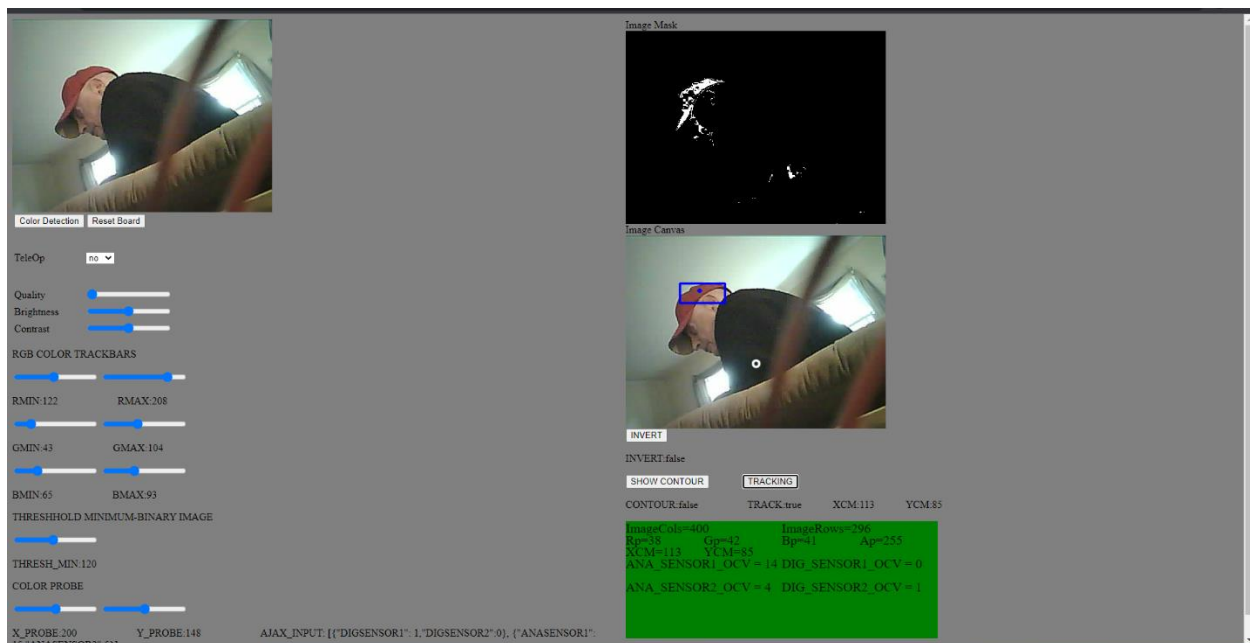 Color Detection Reset Board
TeleOp no
Quality
Brightness
Contrast
RGB COLOR TRACKBARS
RMIN:122 RMAX:208
GMIN:43 GMAX:104
BMIN:65 BMAX:93
THRESHHOLD MINIMUM-BINARY IMAGE
THRESH_MIN:120
COLOR PROBE
X_PROBE:200 Y_PROBE:148 AJAX_INPUT: [{"DIGSENSOR1": 1,"DIGSENSOR2":0}, {"ANASENSOR1":
Image Mask
Image Canvas
INVERT
INVERT:false
SHOW CONTOUR TRACKING
CONTOUR:false TRACK:true XCM:113 YCM:85
ImageCols=400 ImageRows=296
Rp=38 Gp=42 Bp=41 Ap=255
XCM=113 YCM=85
ANA_SENSOR1_OCV = 14 DIG_SENSOR1_OCV = 0
ANA_SENSOR2_OCV = 4 DIG_SENSOR2_OCV = 1